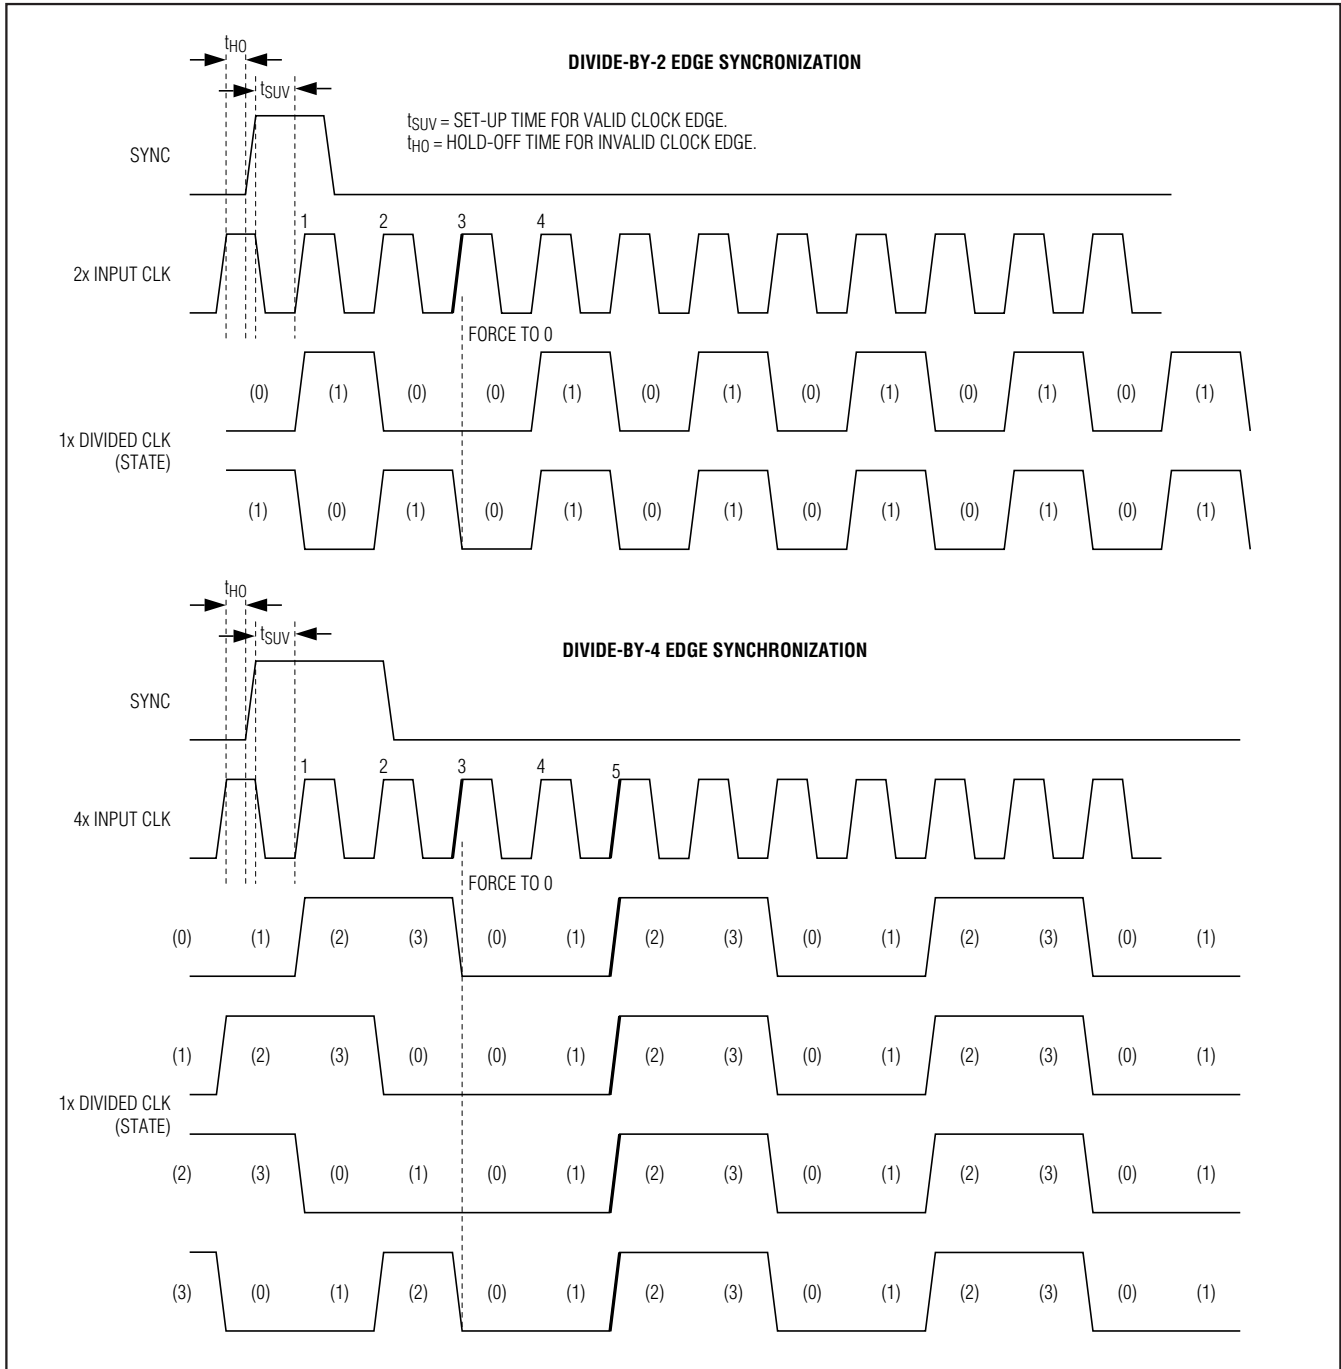 tHO
DIVIDE-BY-2 EDGE SYNCRONIZATION
tSUV
tSUV = SET-UP TIME FOR VALID CLOCK EDGE.
tHO = HOLD-OFF TIME FOR INVALID CLOCK EDGE.
SYNC
1 2 3 4
2x INPUT CLK
FORCE TO 0
(0) (1) (0) (0) (1) (0) (1) (0) (1) (0) (1) (0) (1)
1x DIVIDED CLK
(STATE)
(1) (0) (1) (0) (1) (0) (1) (0) (1) (0) (1) (0) (1)
tHO
tSUV
DIVIDE-BY-4 EDGE SYNCHRONIZATION
SYNC
1 2 3 4 5
4x INPUT CLK
FORCE TO 0
(0) (1) (2) (3) (0) (1) (2) (3) (0) (1) (2) (3) (0) (1)
(1) (2) (3) (0) (0) (1) (2) (3) (0) (1) (2) (3) (0) (1)
1x DIVIDED CLK
(STATE)
(2) (3) (0) (1) (0) (1) (2) (3) (0) (1) (2) (3) (0) (1)
(3) (0) (1) (2) (0) (1) (2) (3) (0) (1) (2) (3) (0) (1)